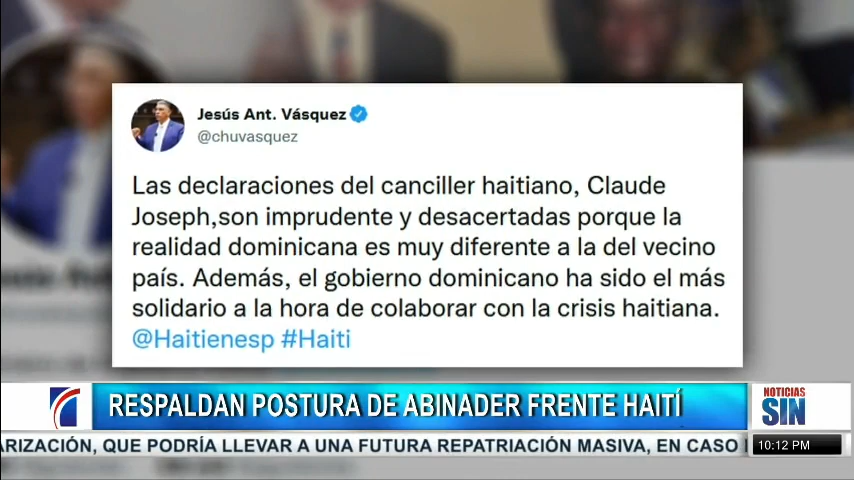 Jesús Ant. Vásquez
@chuvasquez
Las declaraciones del canciller haitiano, Claude
Joseph,son imprudente y desacertadas porque la
realidad dominicana es muy diferente a la del vecino
país. Además, el gobierno dominicano ha sido el más
solidario a la hora de colaborar con la crisis haitiana.
@Haitienesp #Haiti
RESPALDAN POSTURA DE ABINADER FRENTE HAITÍ
NOTICIAS
SIN
ARIZACIÓN, QUE PODRÍA LLEVAR A UNA FUTURA REPATRIACIÓN MASIVA, EN CASO
10:12 PM